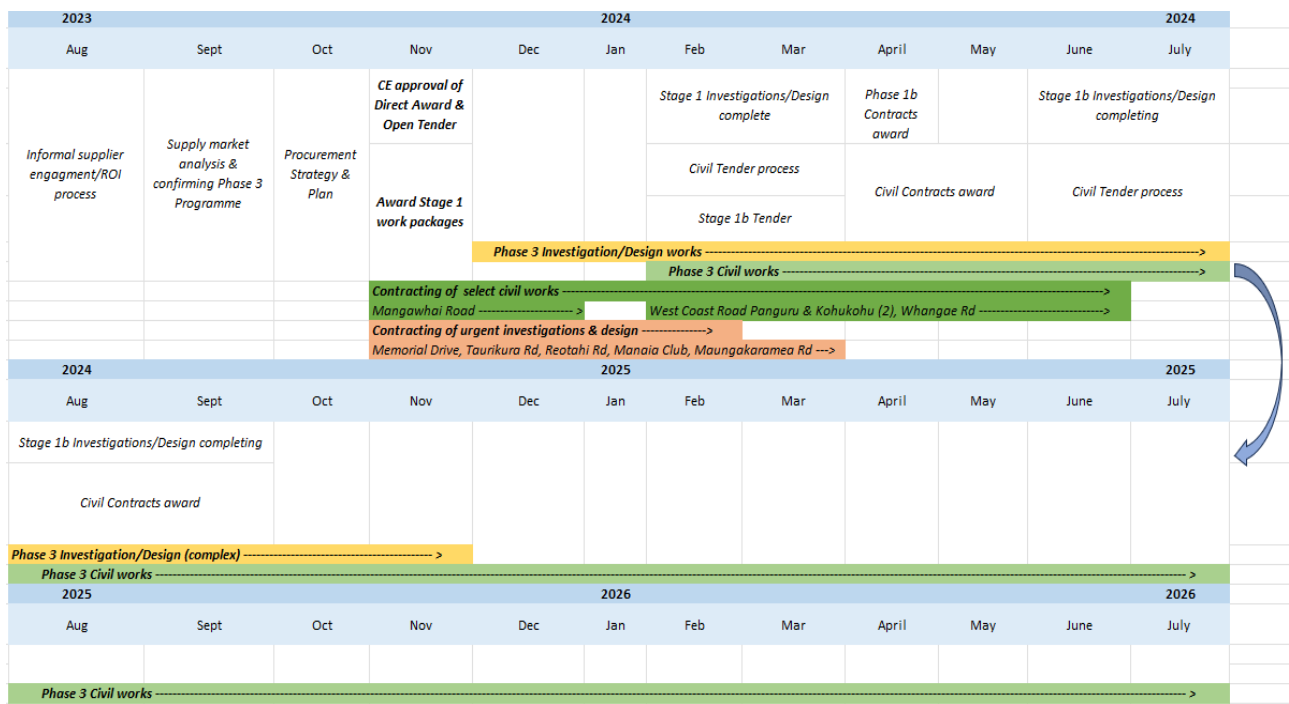 2023 2024 2024
Aug Sept Oct Nov Dec Jan Feb Mar April May June July
Informal supplier
engagment/ROI
process
Supply market
analysis &
confirming Phase 3
Programme
Procurement
Strategy &
Plan
CE approval of
Direct Award &
Open Tender
Award Stage 1
work packages
Stage 1 Investigations/Design
complete
Civil Tender process
Stage 1b Tender
Phase 1b
Contracts
award
Civil Contracts award
Stage 1b Investigations/Design
completing
Civil Tender process
Phase 3 Investigation/Design works ---------->
Phase 3 Civil works ---------->
Contracting of select civil works ---------->
Mangawhai Road ---------- > West Coast Road Panguru & Kohukohu (2), Whangae Rd ---------->
Contracting of urgent investigations & design ---------->
Memorial Drive, Taurikura Rd, Reotahi Rd, Manaia Club, Maungakaramea Rd --->
2024 2025 2025
Aug Sept Oct Nov Dec Jan Feb Mar April May June July
Stage 1b Investigations/Design completing
Civil Contracts award
Phase 3 Investigation/Design (complex) ---------- >
Phase 3 Civil works ---------- >
2025 2026 2026
Aug Sept Oct Nov Dec Jan Feb Mar April May June July
Phase 3 Civil works ---------- >